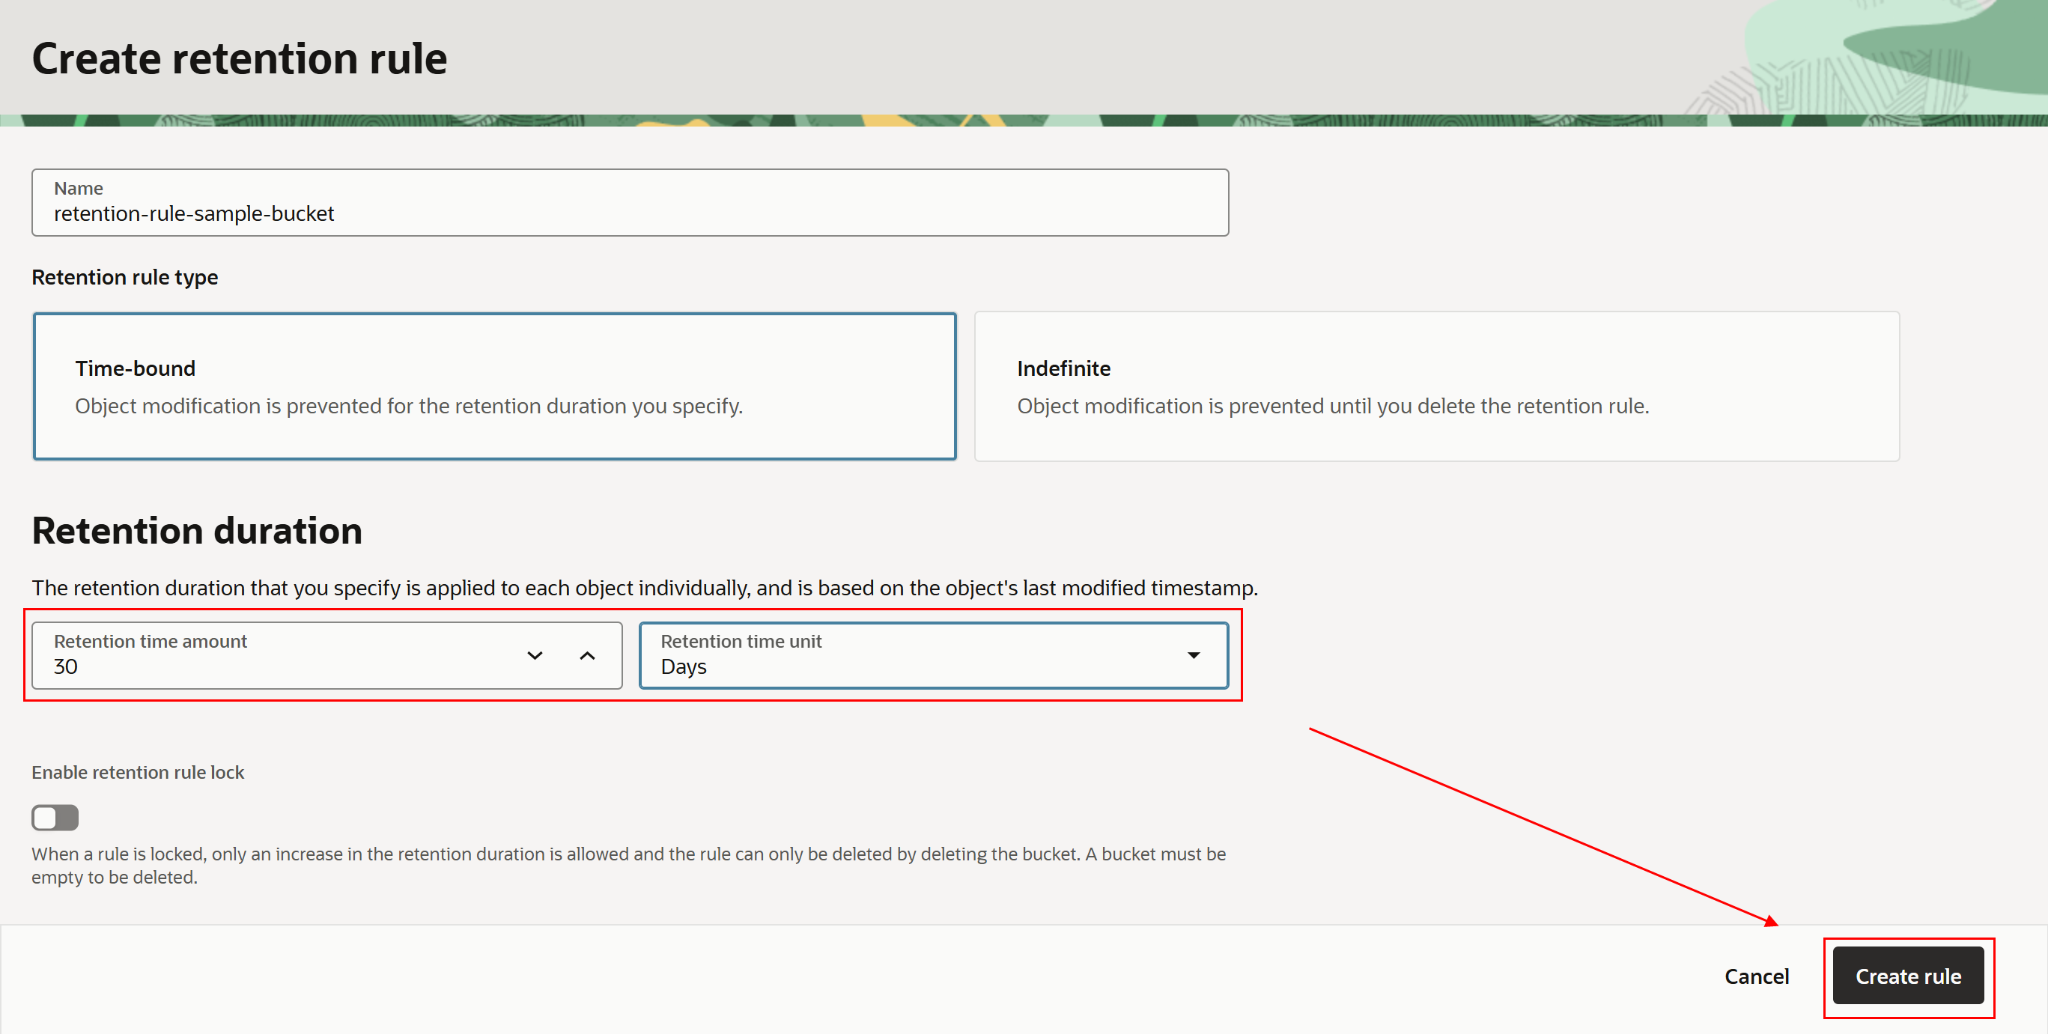 Create retention rule
Name
retention-rule-sample-bucket
Retention rule type
Time-bound
Object modification is prevented for the retention duration you specify.
Indefinite
Object modification is prevented until you delete the retention rule.
Retention duration
The retention duration that you specify is applied to each object individually, and is based on the object's last modified timestamp.
Retention time amount
30
Retention time unit
Days
Enable retention rule lock
When a rule is locked, only an increase in the retention duration is allowed and the rule can only be deleted by deleting the bucket. A bucket must be
empty to be deleted.
Cancel
Create rule